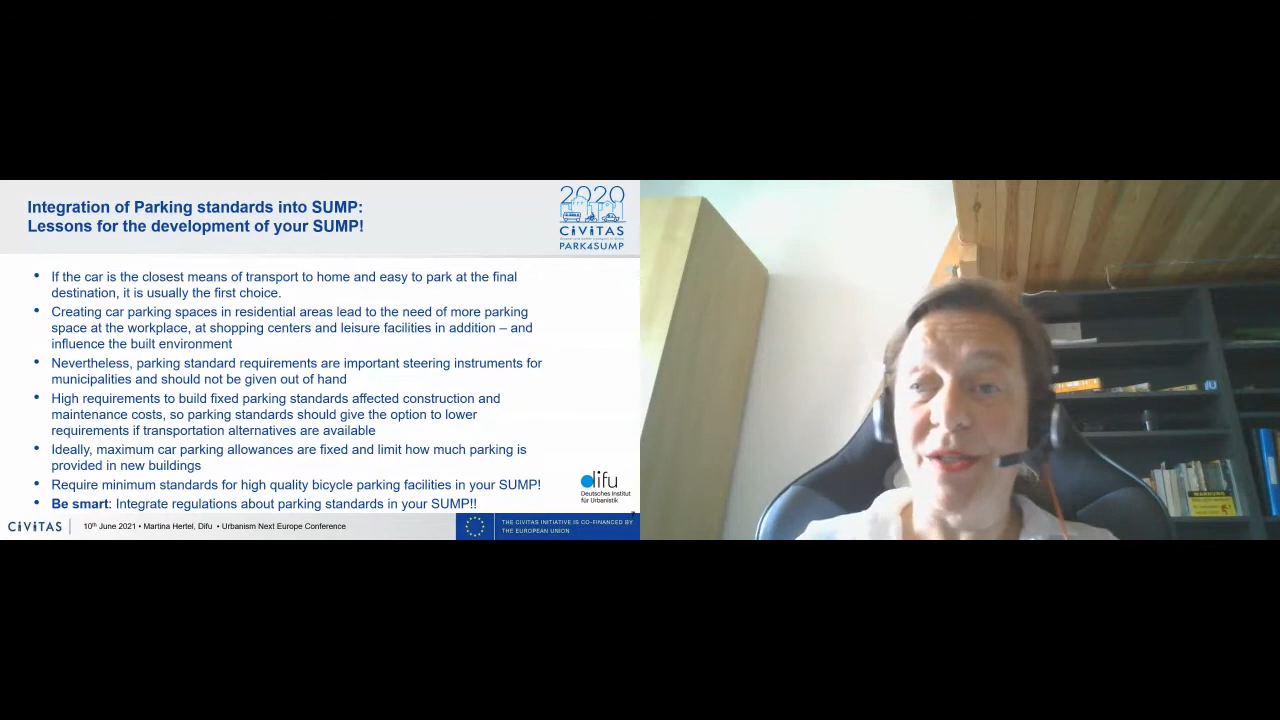 Integration of Parking standards into SUMP:
Lessons for the development of your SUMP!
2020
CiViTAS
PARK4SUMP
• If the car is the closest means of transport to home and easy to park at the final
destination, it is usually the first choice.
• Creating car parking spaces in residential areas lead to the need of more parking
space at the workplace, at shopping centers and leisure facilities in addition – and
influence the built environment
• Nevertheless, parking standard requirements are important steering instruments for
municipalities and should not be given out of hand
• High requirements to build fixed parking standards affected construction and
maintenance costs, so parking standards should give the option to lower
requirements if transportation alternatives are available
• Ideally, maximum car parking allowances are fixed and limit how much parking is
provided in new buildings
• Require minimum standards for high quality bicycle parking facilities in your SUMP!
• Be smart: Integrate regulations about parking standards in your SUMP!!
difu
Deutsches Institut
für Urbanistik
7
CiViTAS
10th June 2021 • Martina Hertel, Difu • Urbanism Next Europe Conference
THE CIVITAS INITIATIVE IS CO-FINANCED BY
THE EUROPEAN UNION